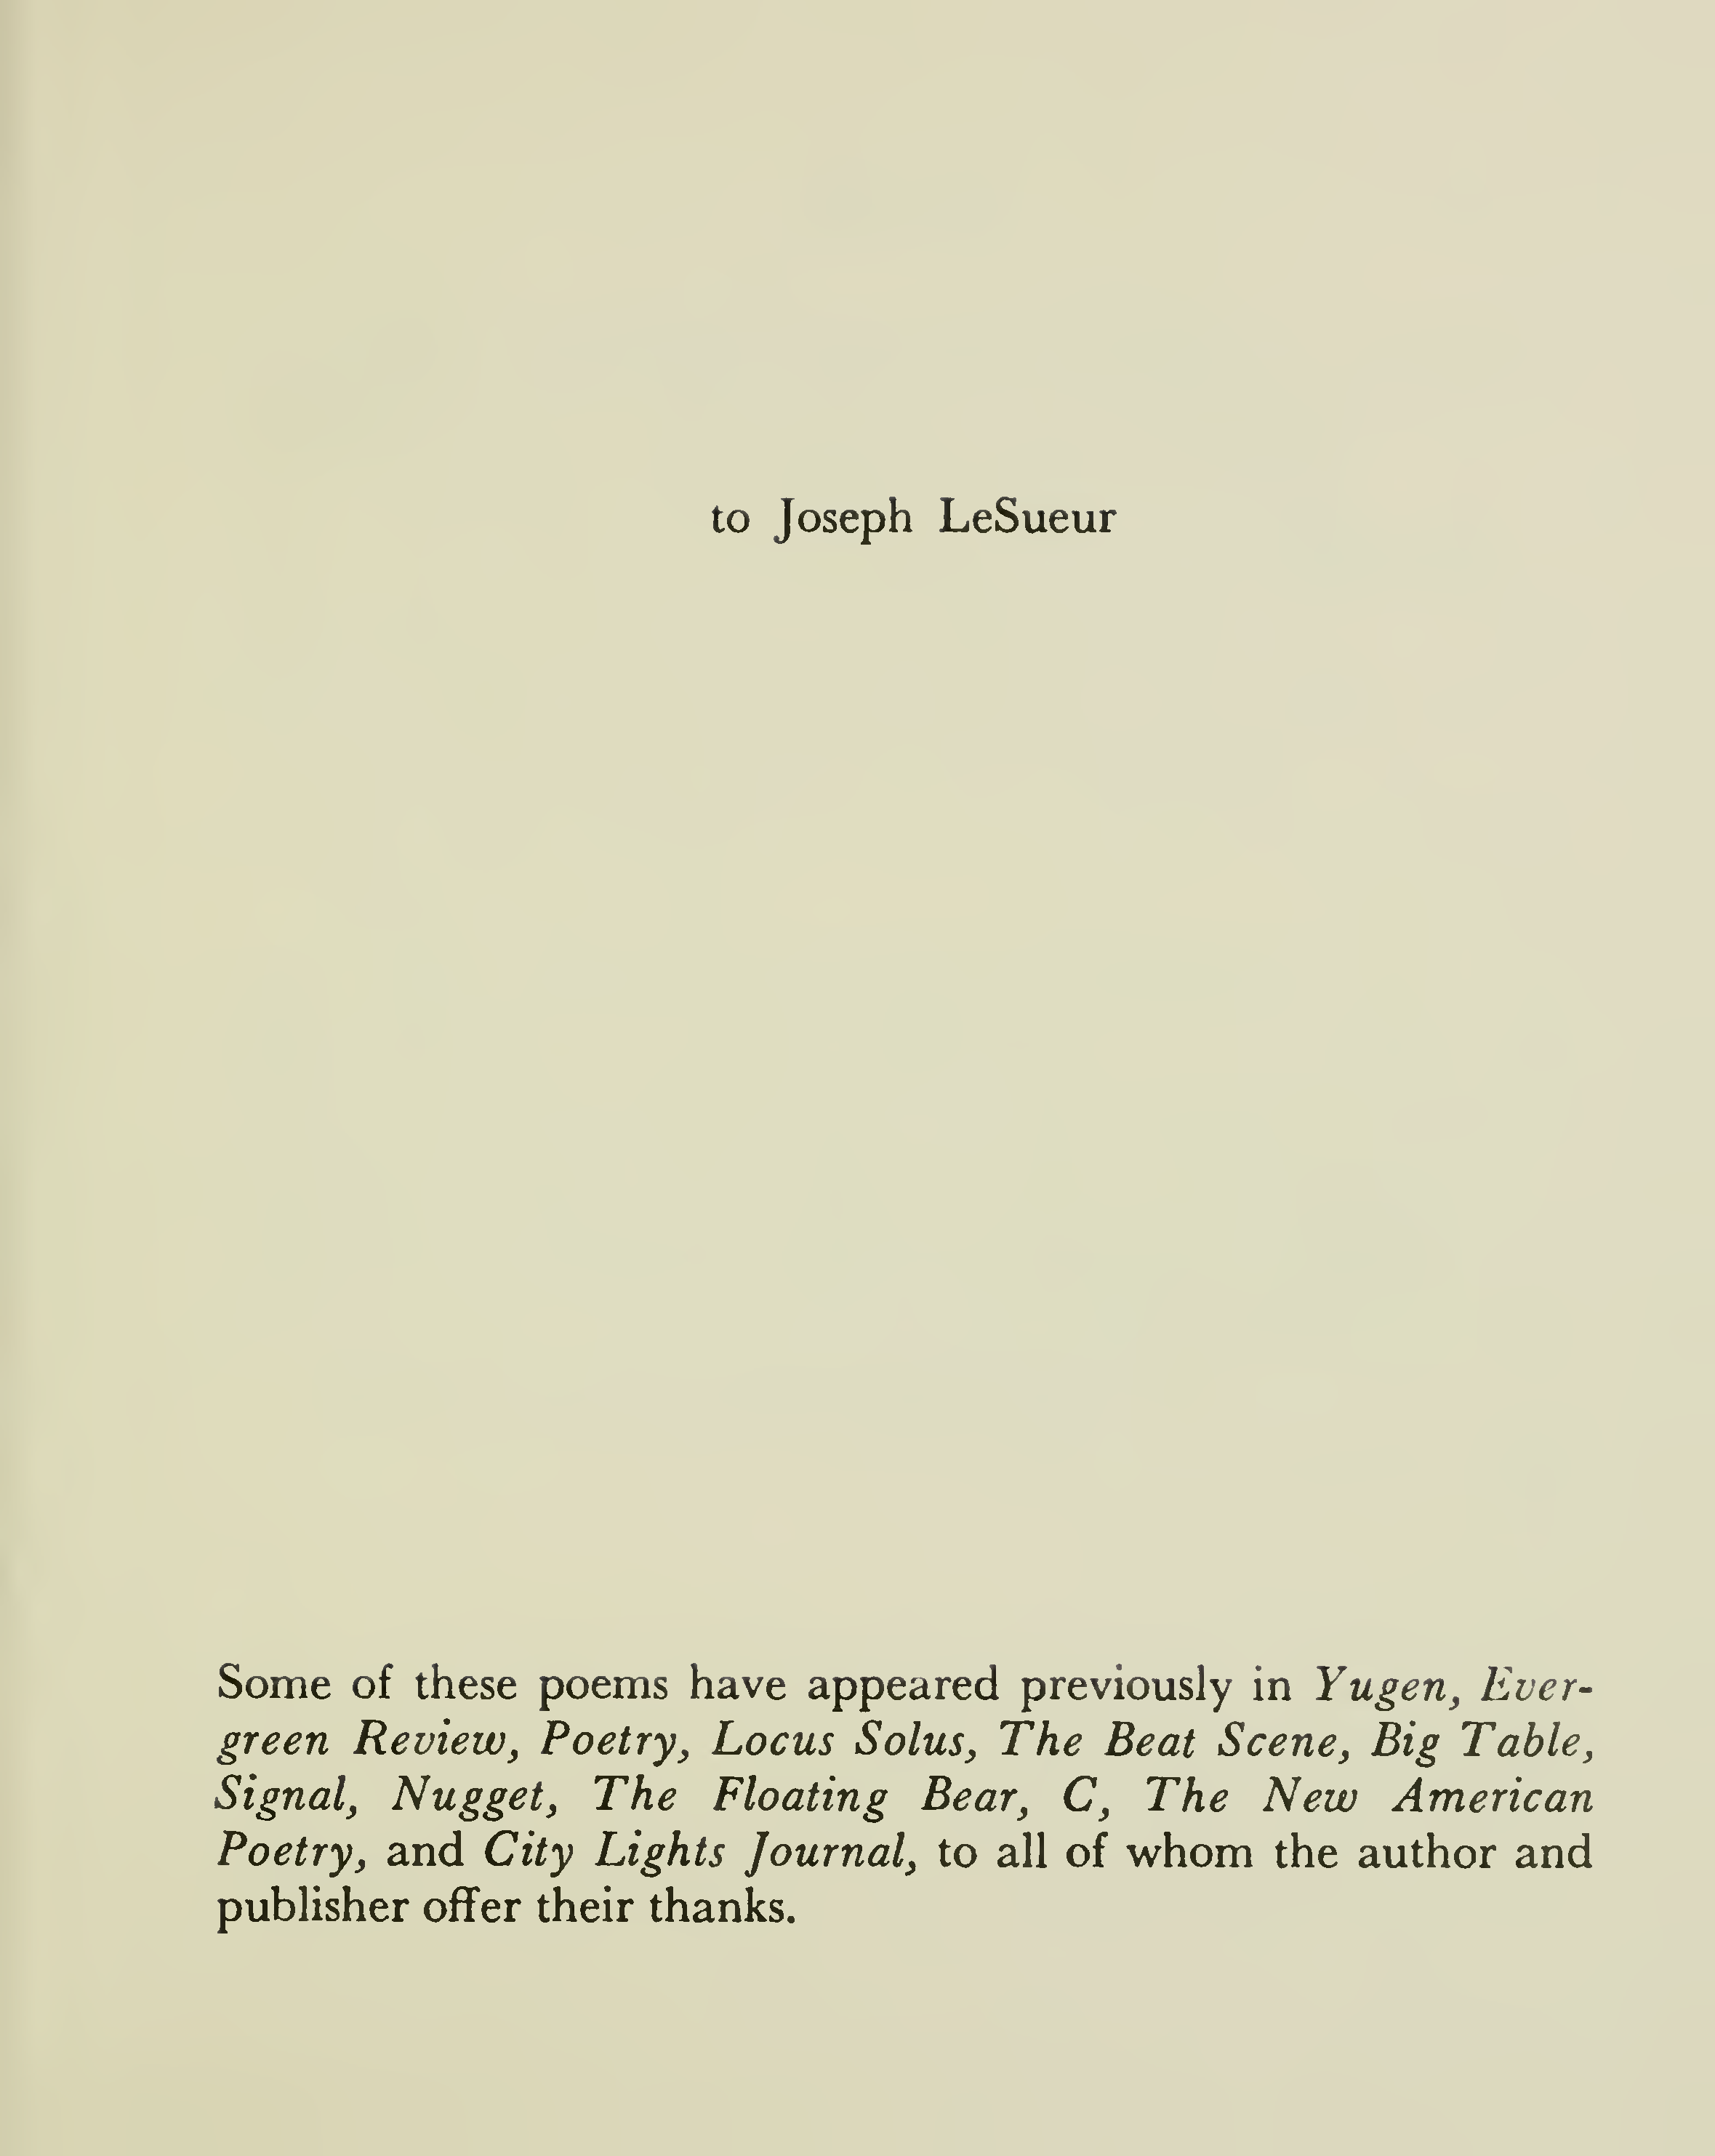 to Joseph LeSueur
Some of these poems have appeared previously in Yugen, Ever-
green Review, Poetry, Locus Solus, The Beat Scene, Big Table,
Signal, Nugget, The Floating Bear, C, The New American
Poetry, and City Lights Journal, to all of whom the author and
publisher offer their thanks.